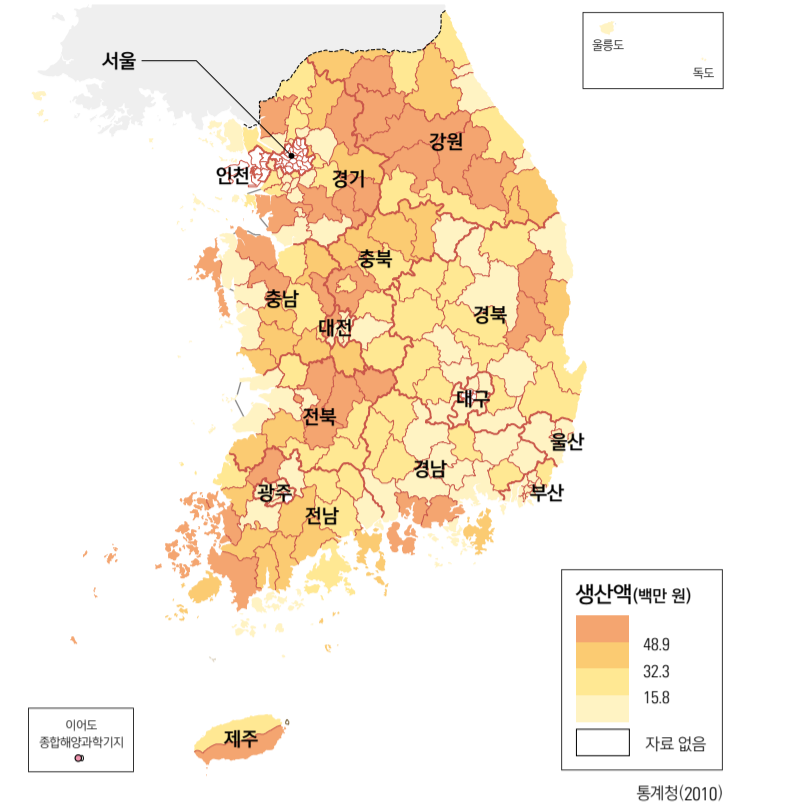 울릉도
독도
서울
강원
인천
경기
충북
충남
경북
대전
대구
전북
울산
경남
광주
부산
전남
생산액(백만 원)
48.9
32.3
15.8
자료 없음
이어도
종합해양과학기지
제주
통계청(2010)